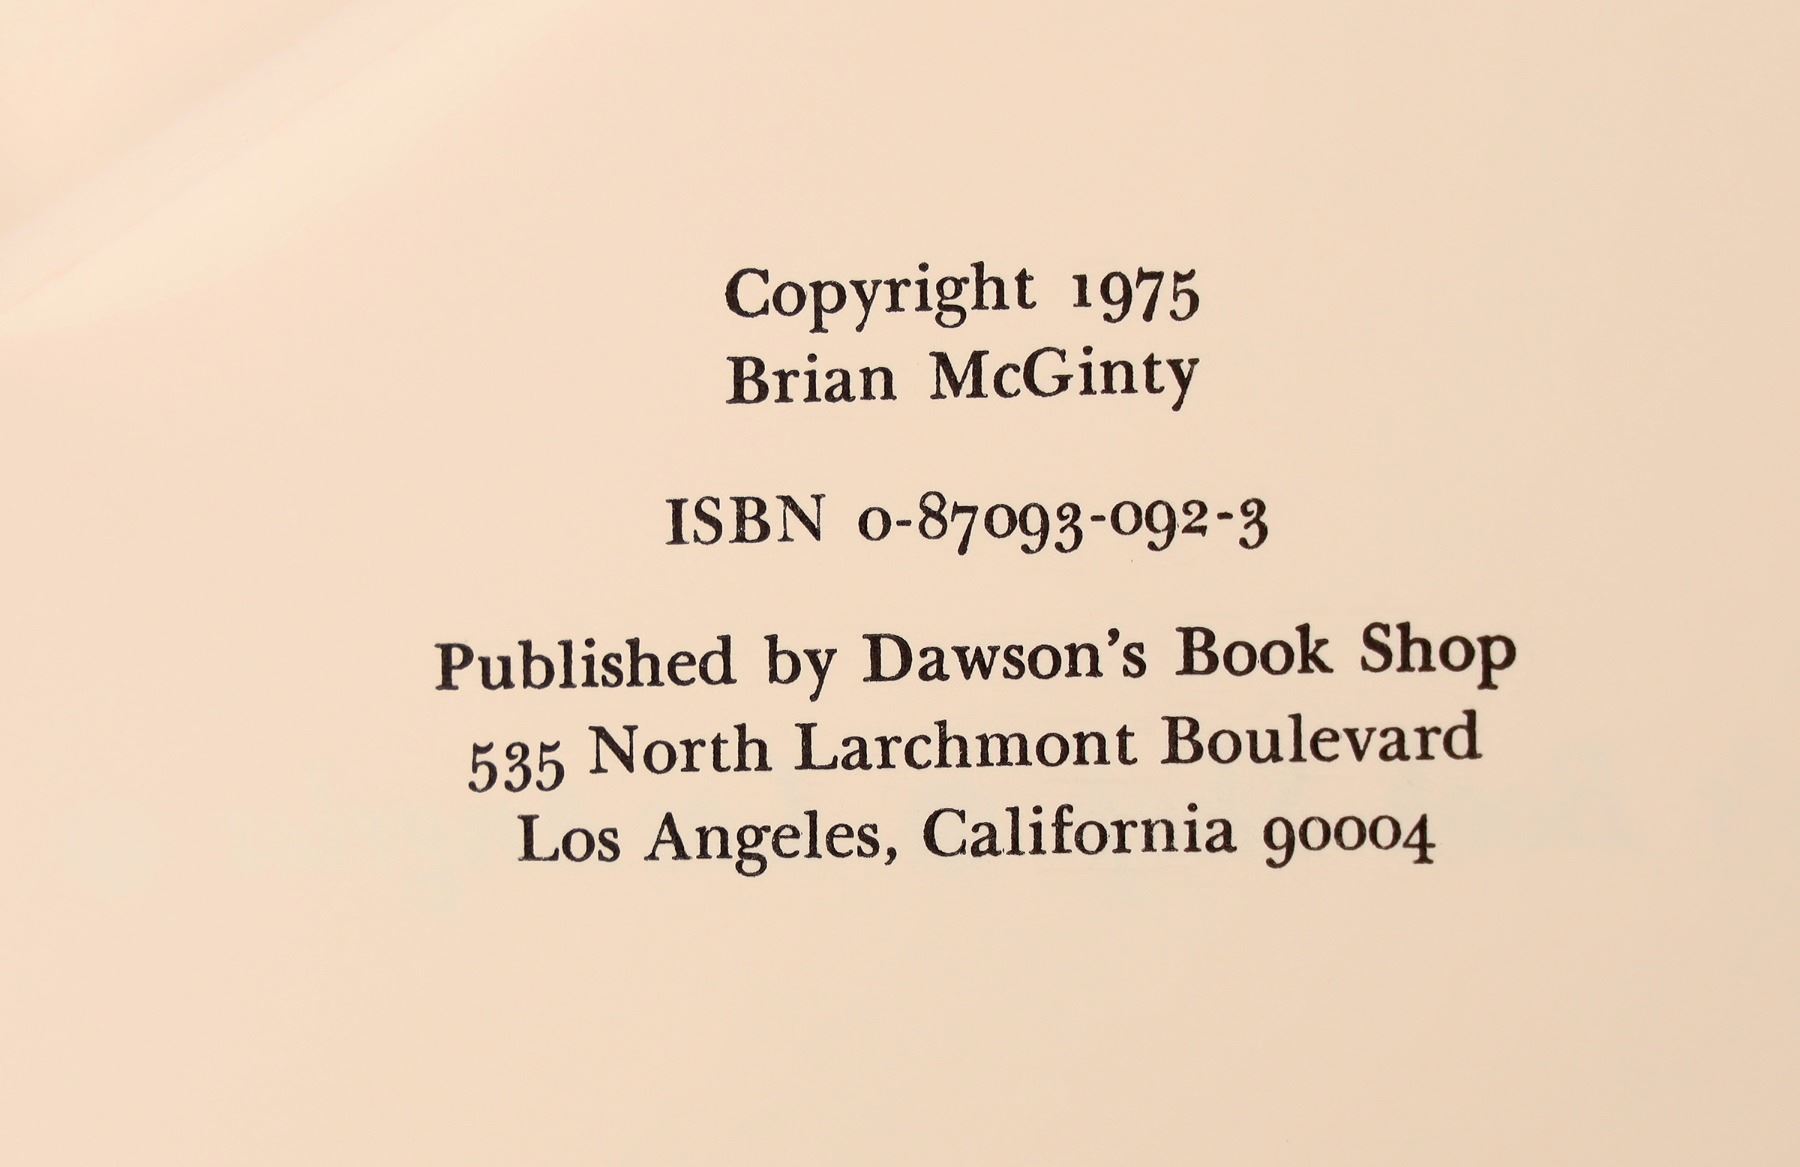 Copyright 1975
Brian McGinty
ISBN 0-87093-092-3
Published by Dawson’s Book Shop
535 North Larchmont Boulevard
Los Angeles, California 90004